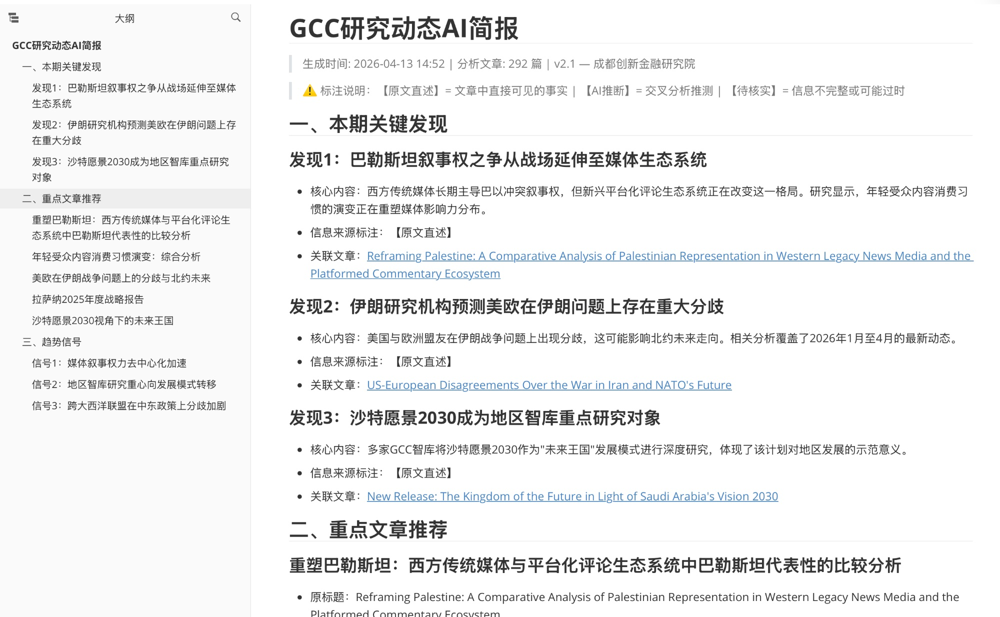 大纲
GCC研究动态AI简报
一、本期关键发现
发现1：巴勒斯坦叙事权之争从战场延伸至媒体
生态系统
发现2：伊朗研究机构预测美欧在伊朗问题上存
在重大分歧
发现3：沙特愿景2030成为地区智库重点研究
对象
二、重点文章推荐
重塑巴勒斯坦：西方传统媒体与平台化评论生
态系统中巴勒斯坦代表性的比较分析
年轻受众内容消费习惯演变：综合分析
美欧在伊朗战争问题上的分歧与北约未来
拉萨纳2025年度战略报告
沙特愿景2030视角下的未来王国
三、趋势信号
信号1：媒体叙事权力去中心化加速
信号2：地区智库研究重心向发展模式转移
信号3：跨大西洋联盟在中东政策上分歧加剧
GCC研究动态AI简报
生成时间: 2026-04-13 14:52 | 分析文章: 292 篇 | v2.1 — 成都创新金融研究院
⚠️ 标注说明：【原文直述】= 文章中直接可见的事实 | 【AI推断】= 交叉分析推测 | 【待核实】= 信息不完整或可能过时
一、本期关键发现
发现1：巴勒斯坦叙事权之争从战场延伸至媒体生态系统
• 核心内容：西方传统媒体长期主导巴以冲突叙事权，但新兴平台化评论生态系统正在改变这一格局。研究显示，年轻受众内容消费习
惯的演变正在重塑媒体影响力分布。
• 信息来源标注：【原文直述】
• 关联文章：Reframing Palestine: A Comparative Analysis of Palestinian Representation in Western Legacy News Media and the
Platformed Commentary Ecosystem
发现2：伊朗研究机构预测美欧在伊朗问题上存在重大分歧
• 核心内容：美国与欧洲盟友在伊朗战争问题上出现分歧，这可能影响北约未来走向。相关分析覆盖了2026年1月至4月的最新动态。
• 信息来源标注：【原文直述】
• 关联文章：US-European Disagreements Over the War in Iran and NATO's Future
发现3：沙特愿景2030成为地区智库重点研究对象
• 核心内容：多家GCC智库将沙特愿景2030作为"未来王国"发展模式进行深度研究，体现了该计划对地区发展的示范意义。
• 信息来源标注：【原文直述】
• 关联文章：New Release: The Kingdom of the Future in Light of Saudi Arabia's Vision 2030
二、重点文章推荐
重塑巴勒斯坦：西方传统媒体与平台化评论生态系统中巴勒斯坦代表性的比较分析
• 原标题：Reframing Palestine: A Comparative Analysis of Palestinian Representation in Western Legacy News Media and the
Platformed Commentary Ecosystem